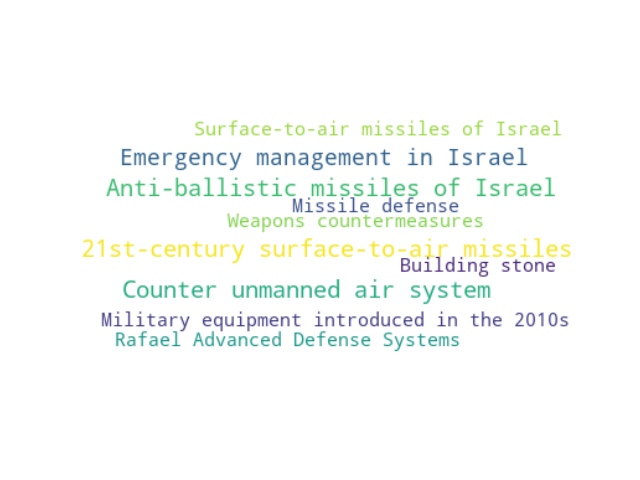 Surface-to-air missiles of Israel
Emergency management in Israel
Anti-ballistic missiles of Israel
Missile defense
Weapons countermeasures
21st-century surface-to-air missiles
Building stone
Counter unmanned air system
Military equipment introduced in the 2010s
Rafael Advanced Defense Systems